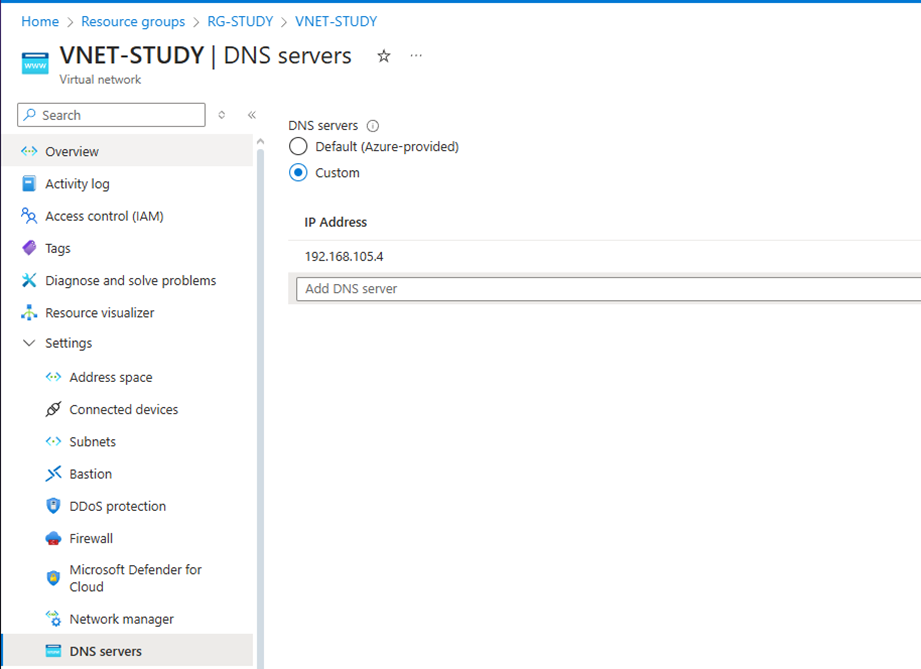 Home > Resource groups > RG-STUDY > VNET-STUDY
VNET-STUDY | DNS servers
Virtual network
Search
DNS servers
Default (Azure-provided)
Custom
IP Address
192.168.105.4
Add DNS server
Overview
Activity log
Access control (IAM)
Tags
Diagnose and solve problems
Resource visualizer
Settings
Address space
Connected devices
Subnets
Bastion
DDoS protection
Firewall
Microsoft Defender for
Cloud
Network manager
DNS servers